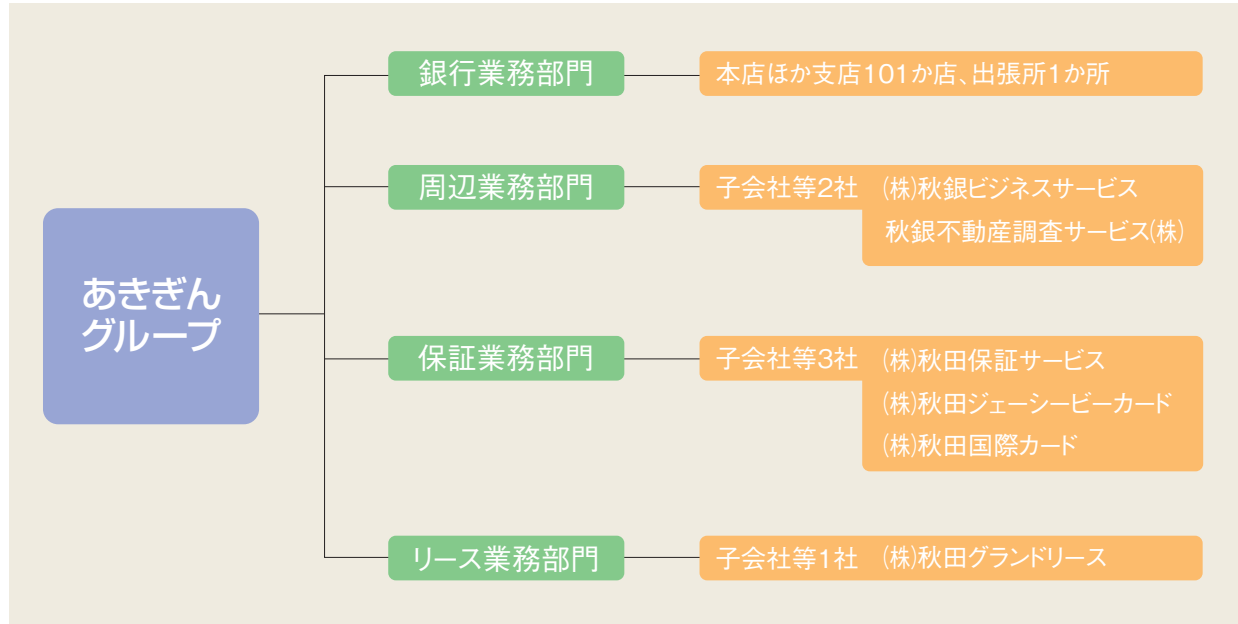 あきぎん
グループ
銀行業務部門
本店ほか支店101か店、出張所1か所
周辺業務部門
子会社等2社 (株)秋銀ビジネスサービス
秋銀不動産調査サービス(株)
保証業務部門
子会社等3社 (株)秋田保証サービス
(株)秋田ジェーシービーカード
(株)秋田国際カード
リース業務部門
子会社等1社 (株)秋田グランドリース